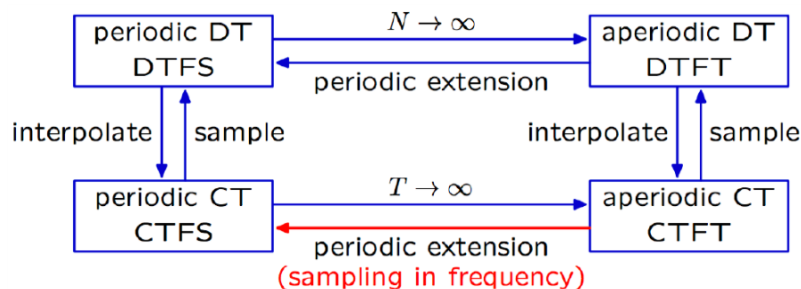 periodic DT
DTFS
N → ∞
periodic extension
aperiodic DT
DTFT
interpolate
sample
interpolate
sample
periodic CT
CTFS
T → ∞
periodic extension
(sampling in frequency)
aperiodic CT
CTFT